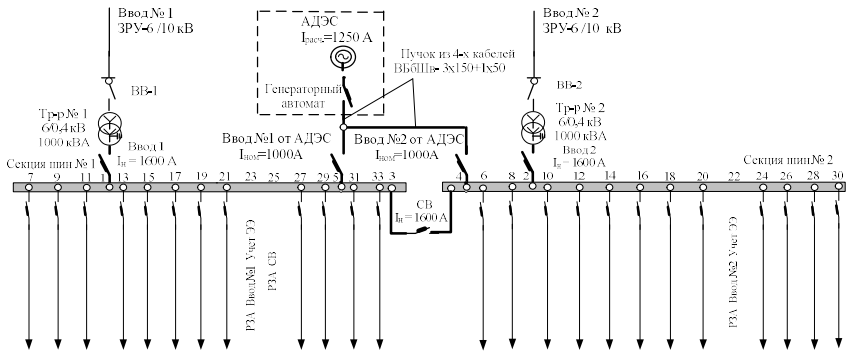 Ввод № 1
ЗРУ-6 /10 кВ
АДЭС
Iрасч.=1250 А
Генераторный
автомат
Пучок из 4-х кабелей
ВБбШв- 3х150+1х50
Ввод № 2
ЗРУ-6 /10 кВ
ВВ-1
ВВ-2
Тр-р № 1
6/0,4 кВ
1000 кВА
Тр-р № 2
6/0,4 кВ
1000 кВА
Ввод 1
Iн = 1600 А
Ввод№1 от АДЭС
Iном=1000А
Ввод№2 от АДЭС
Iном=1000А
Ввод 2
Iн = 1600 А
Секция шин № 1
Секция шин № 2
7 9 11 1 13 15 17 19 21 23 25 27 29 5 31 33 3
4 6 8 2 10 12 14 16 18 20 22 24 26 28 30
СВ
Iн = 1600 А
РЗА Ввод №1 Учет ЭЭ
РЗА СВ
РЗА Ввод №2 Учет ЭЭ